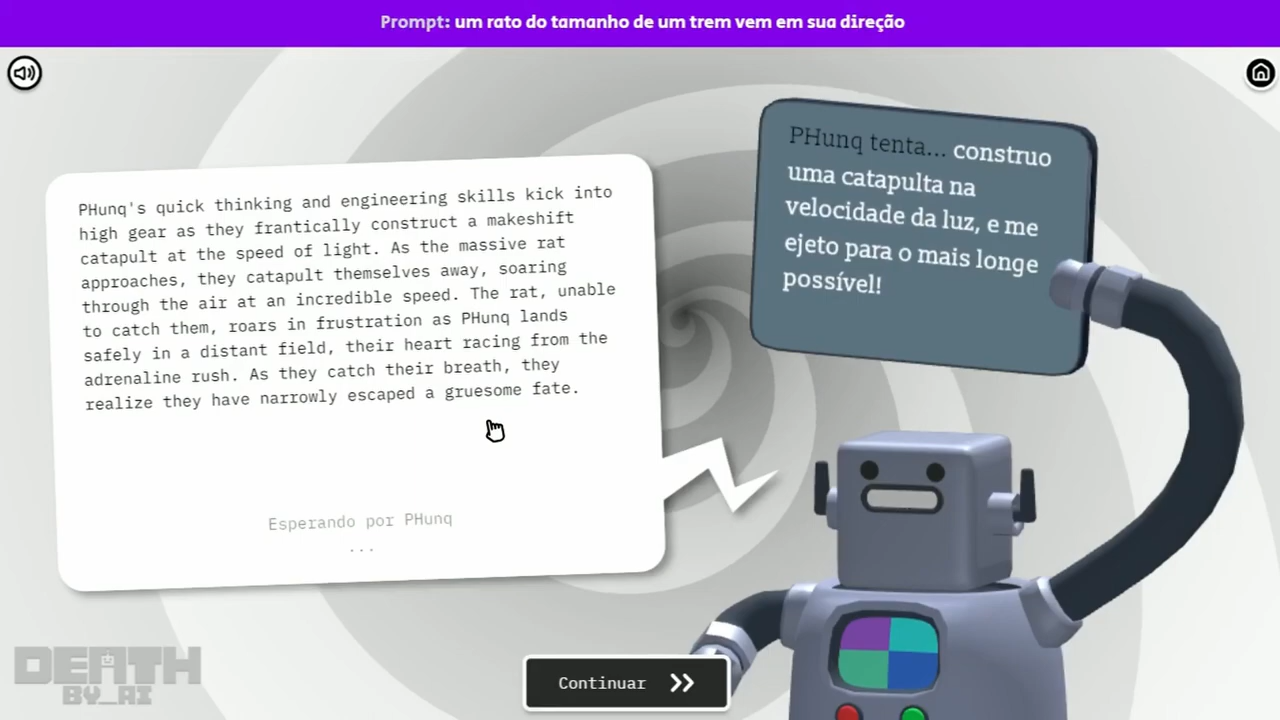 Prompt: um rato do tamanho de um trem vem em sua direção
PHunq tenta... construo
uma catapulta na
velocidade da luz, e me
ejeto para o mais longe
possível!
PHunq's quick thinking and engineering skills kick into
high gear as they frantically construct a makeshift
catapult at the speed of light. As the massive rat
approaches, they catapult themselves away, soaring
through the air at an incredible speed. The rat, unable
to catch them, roars in frustration as PHunq lands
safely in a distant field, their heart racing from the
adrenaline rush. As they catch their breath, they
realize they have narrowly escaped a gruesome fate.
Esperando por PHunq
...
DEATH
BY_AI
Continuar